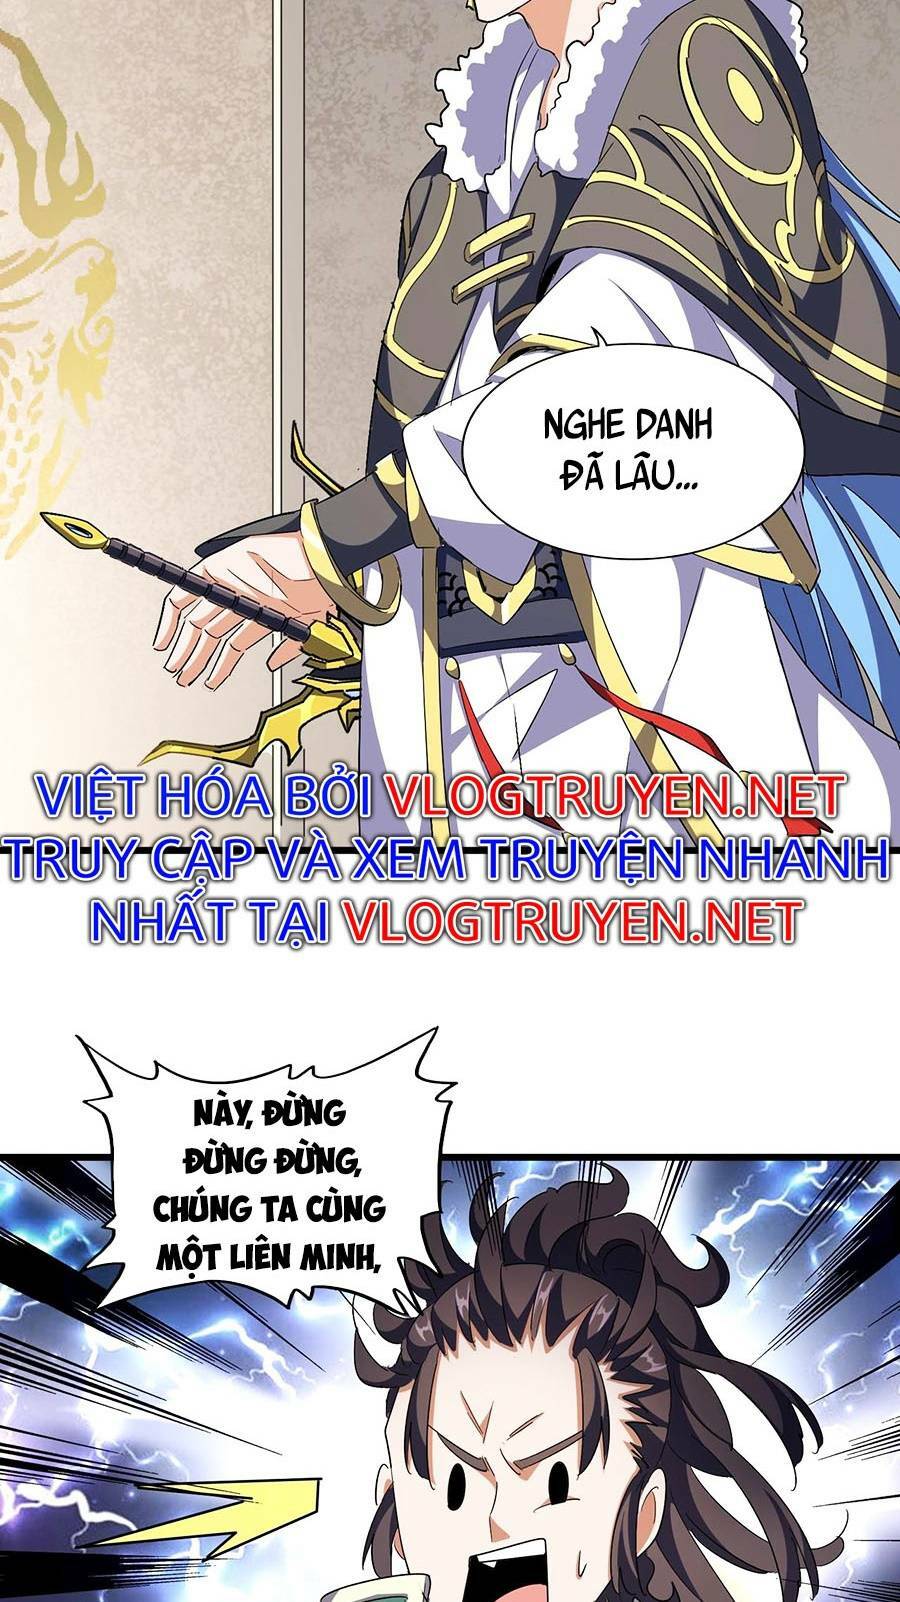 NGHE DANH
ĐÃ LÂU...
VIỆT HÓA BỞI VLOGTRUYEN.NET
TRUY CẬP VÀ XEM TRUYỆN NHANH
NHẤT TẠI VLOGTRUYEN.NET
NÀY, ĐỪNG
ĐỪNG ĐỪNG,
CHÚNG TA CÙNG
MỘT LIÊN MINH,